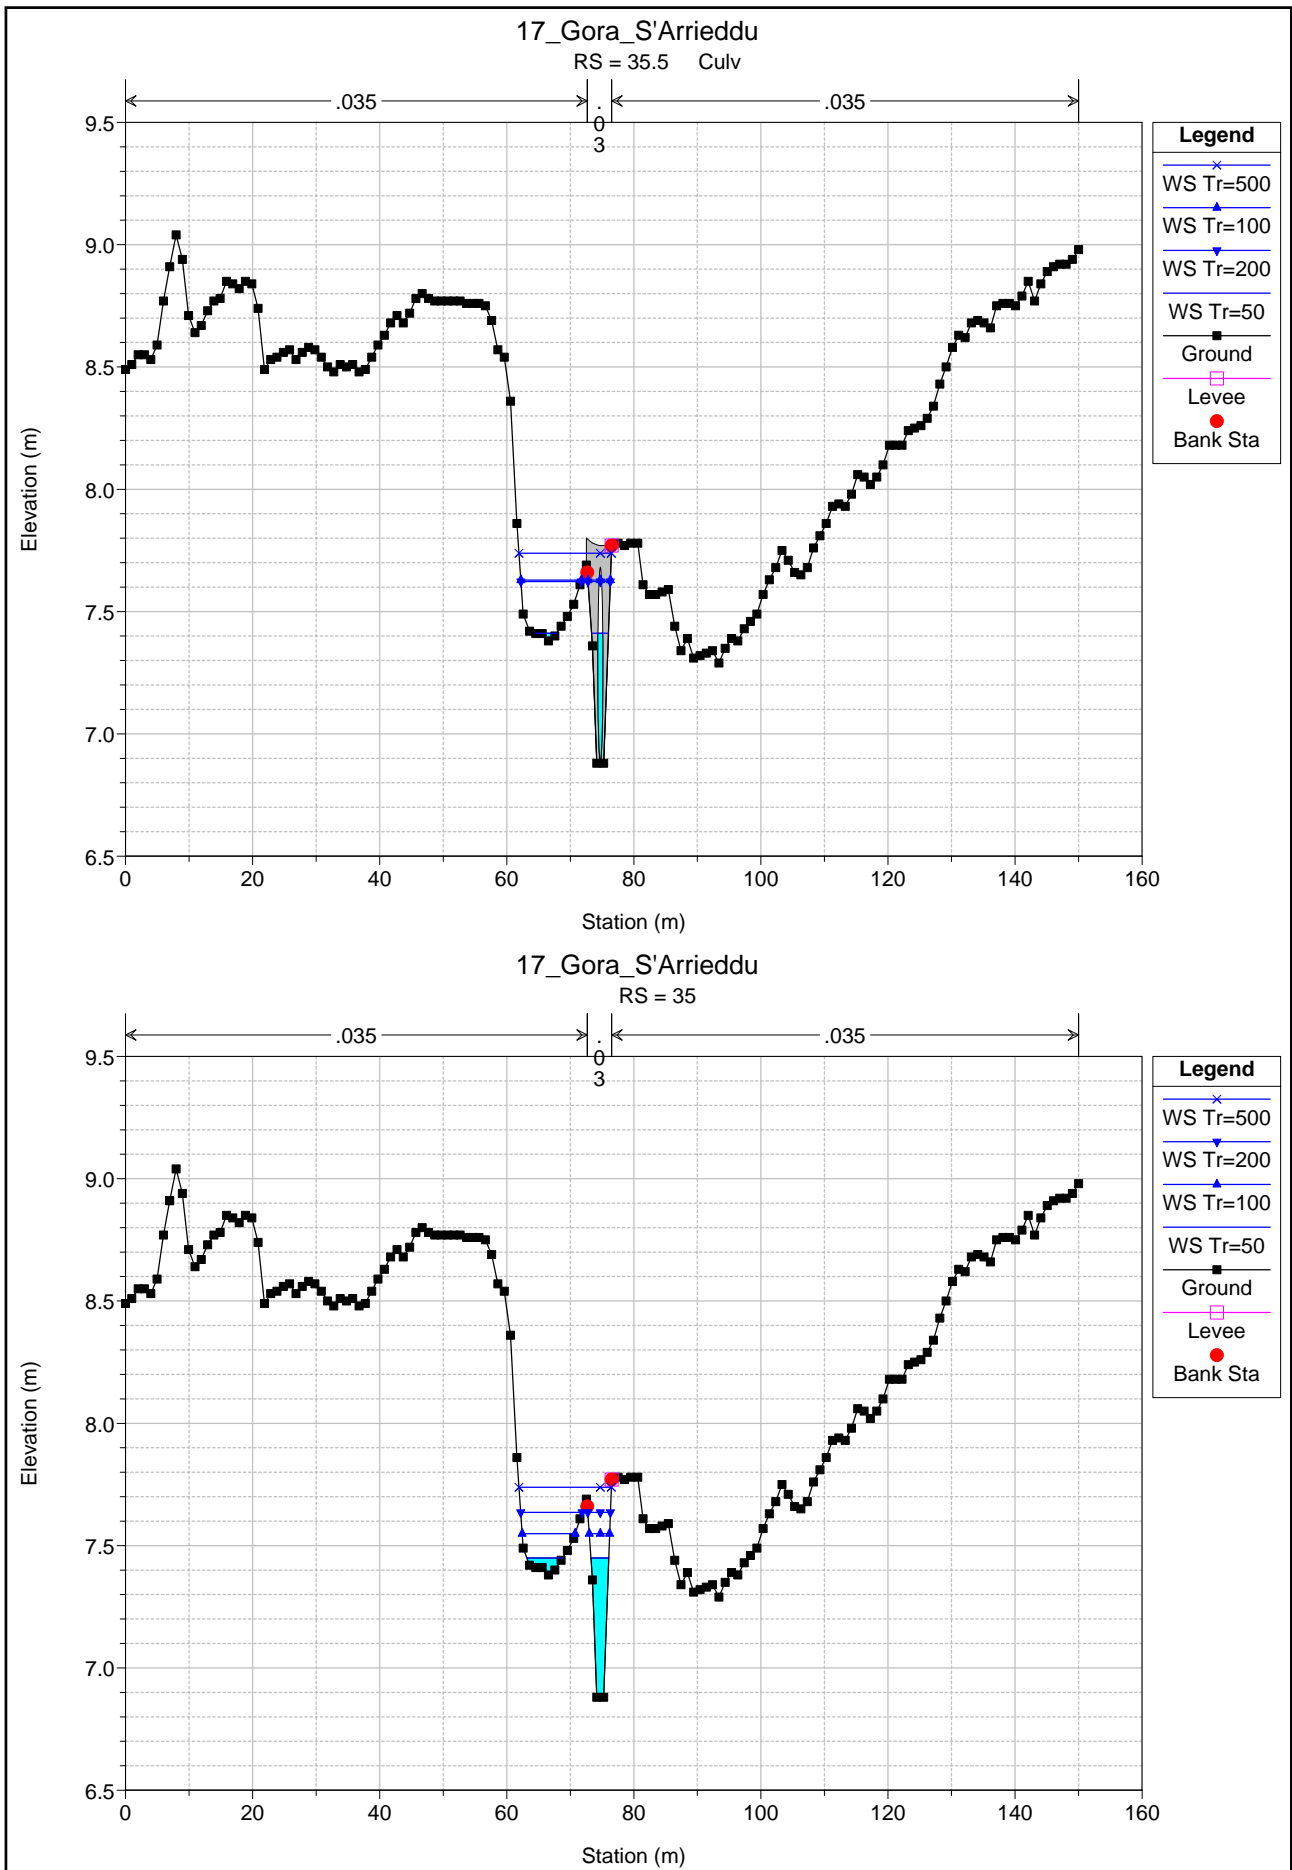 17_Gora_S'Arrieddu
RS = 35.5 Culv
.035
.03
.035
9.5
9.0
8.5
8.0
7.5
7.0
6.5
Elevation (m)
0 20 40 60 80 100 120 140 160
Station (m)
Legend
WS Tr=500
WS Tr=100
WS Tr=200
WS Tr=50
Ground
Levee
Bank Sta
17_Gora_S'Arrieddu
RS = 35
.035
.03
.035
9.5
9.0
8.5
8.0
7.5
7.0
6.5
Elevation (m)
0 20 40 60 80 100 120 140 160
Station (m)
Legend
WS Tr=500
WS Tr=200
WS Tr=100
WS Tr=50
Ground
Levee
Bank Sta